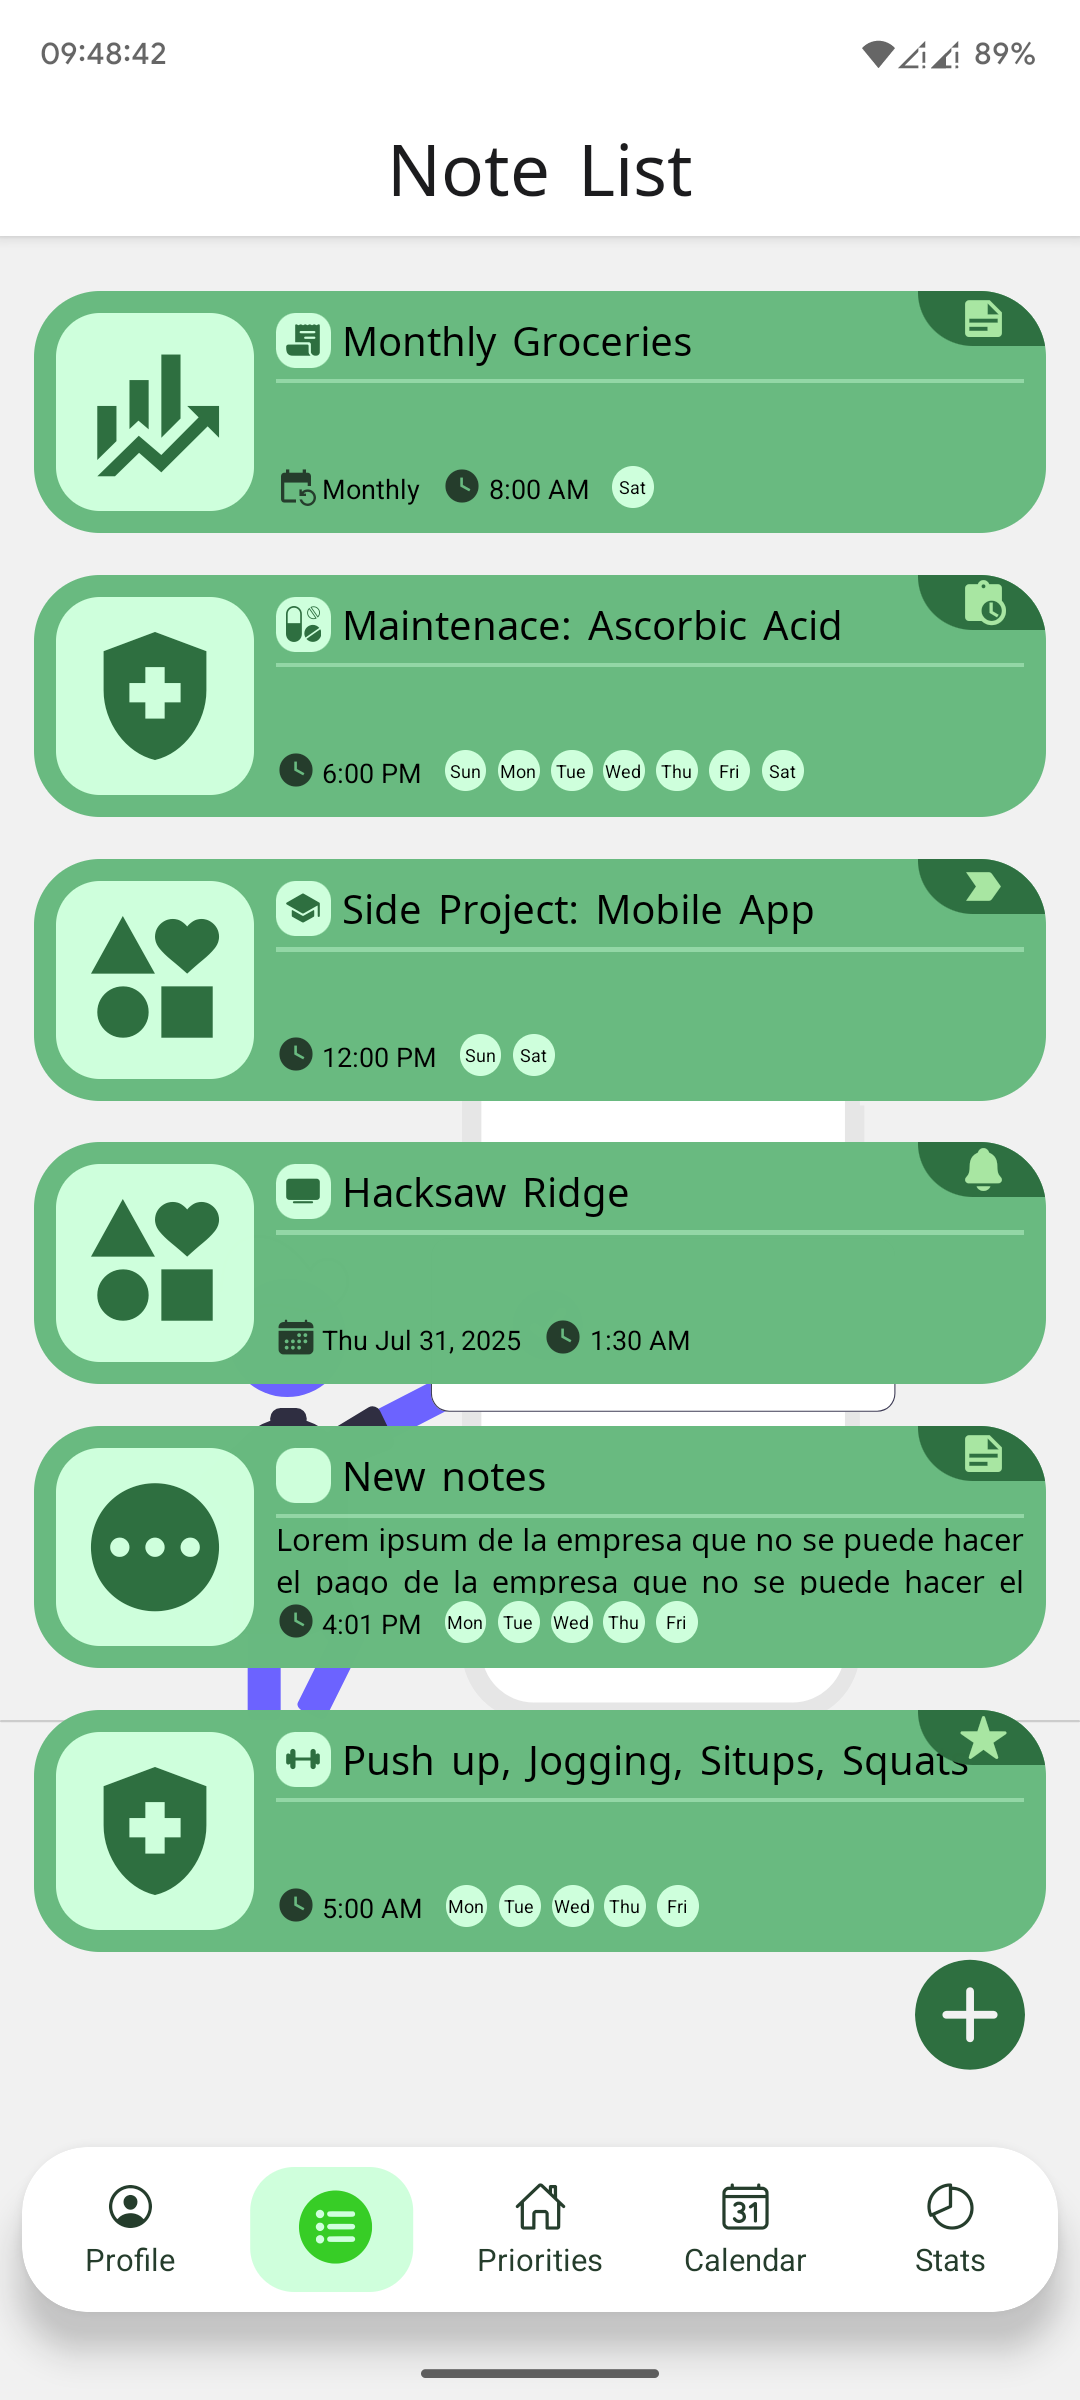 09:48:42
89%
Note List
Monthly Groceries
Monthly 8:00 AM Sat
Maintenace: Ascorbic Acid
6:00 PM Sun Mon Tue Wed Thu Fri Sat
Side Project: Mobile App
12:00 PM Sun Sat
Hacksaw Ridge
Thu Jul 31, 2025 1:30 AM
New notes
Lorem ipsum de la empresa que no se puede hacer
el pago de la empresa que no se puede hacer el
4:01 PM Mon Tue Wed Thu Fri
Push up, Jogging, Situps, Squats
5:00 AM Mon Tue Wed Thu Fri
31
Profile Priorities Calendar Stats